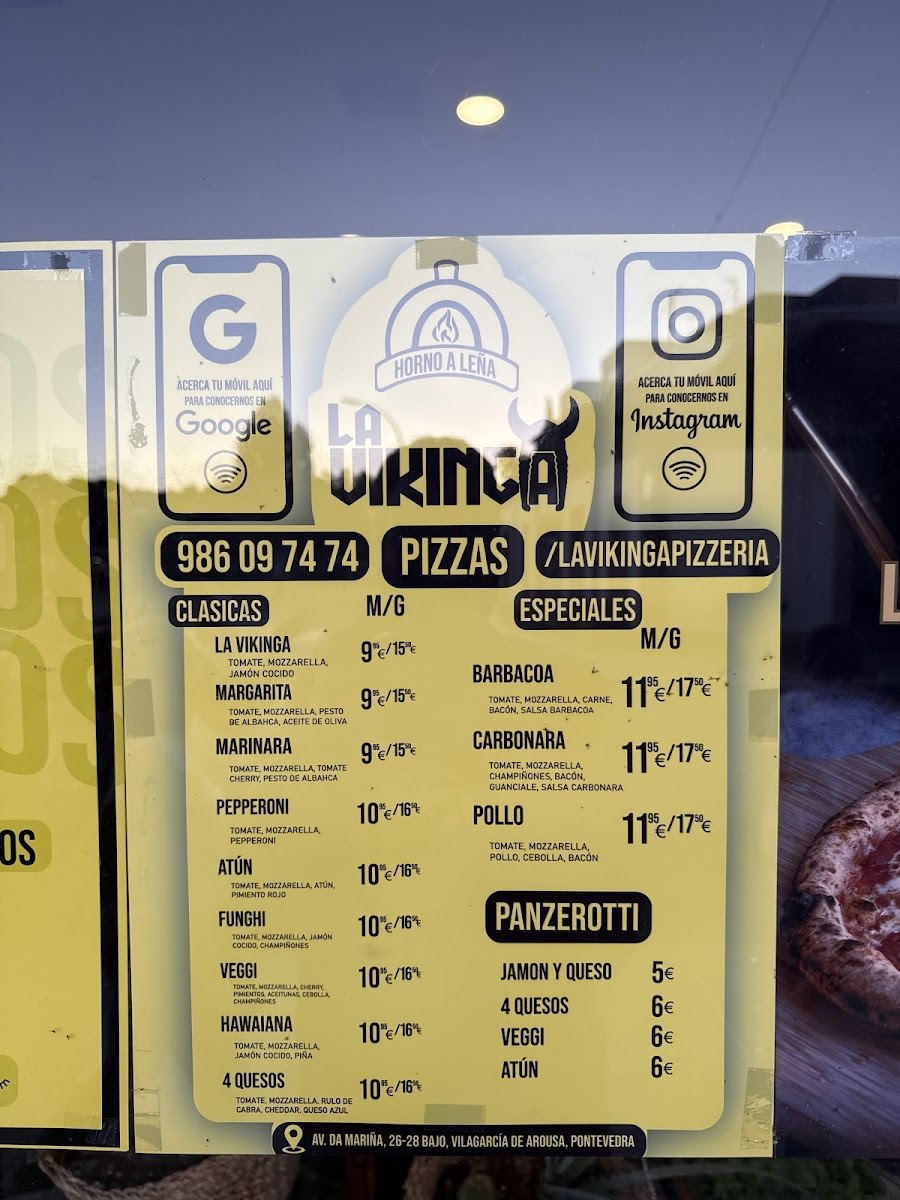 G
ACERCA TU MÓVIL AQUÍ
PARA CONOCERNOS EN
Google
HORNO A LEÑA
LA
VIKINGA
ACERCA TU MÓVIL AQUÍ
PARA CONOCERNOS EN
Instagram
986 09 74 74
PIZZAS
/LAVIKINGAPIZZERIA
CLASICAS
M/G
LA VIKINGA 9'95€/15'50€
TOMATE, MOZZARELLA,
JAMÓN COCIDO
MARGARITA 9'95€/15'50€
TOMATE, MOZZARELLA, PESTO
DE ALBAHCA, ACEITE DE OLIVA
MARINARA 9'95€/15'50€
TOMATE, MOZZARELLA, TOMATE
CHERRY, PESTO DE ALBAHCA
PEPPERONI 10'95€/16'50€
TOMATE, MOZZARELLA,
PEPPERONI
ATÚN 10'95€/16'50€
TOMATE, MOZZARELLA, ATÚN,
PIMIENTO ROJO
FUNGHI 10'95€/16'50€
TOMATE, MOZZARELLA, JAMÓN
COCIDO, CHAMPIÑONES
VEGGI 10'95€/16'50€
TOMATE, MOZZARELLA, CHERRY,
PIMIENTOS, ACEITUNAS, CEBOLLA,
CHAMPIÑONES
HAWAIANA 10'95€/16'50€
TOMATE, MOZZARELLA,
JAMÓN COCIDO, PIÑA
4 QUESOS 10'95€/16'50€
TOMATE, MOZZARELLA, RULO DE
CABRA, CHEDDAR, QUESO AZUL
ESPECIALES
M/G
BARBACOA 11'95€/17'50€
TOMATE, MOZZARELLA, CARNE,
BACÓN, SALSA BARBACOA
CARBONARA 11'95€/17'50€
TOMATE, MOZZARELLA,
CHAMPIÑONES, BACÓN,
GUANCIALE, SALSA CARBONARA
POLLO 11'95€/17'50€
TOMATE, MOZZARELLA,
POLLO, CEBOLLA, BACÓN
PANZEROTTI
JAMON Y QUESO 5€
4 QUESOS 6€
VEGGI 6€
ATÚN 6€
AV. DA MARIÑA, 26-28 BAJO, VILAGARCÍA DE AROUSA, PONTEVEDRA
OS